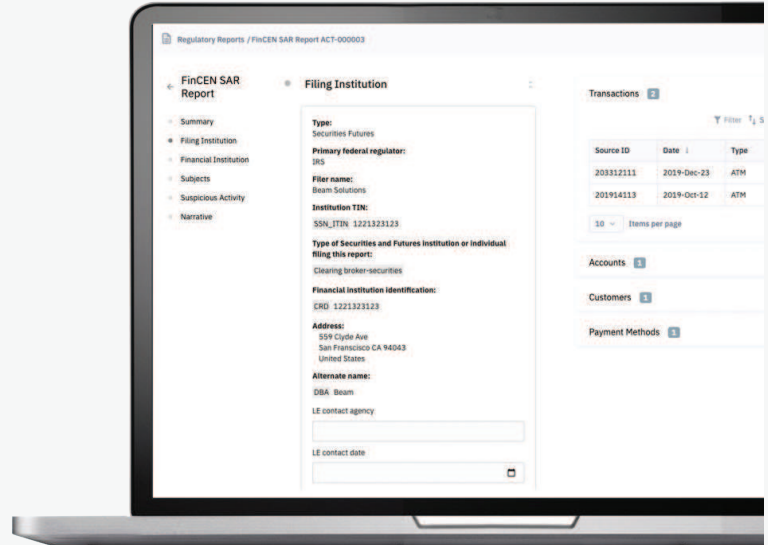 Regulatory Reports / FinCEN SAR Report ACT-000003
FinCEN SAR
Report
Summary
Filing Institution
Financial Institution
Subjects
Suspicious Activity
Narrative
Filing Institution
Type:
Securities Futures
Primary federal regulator:
IRS
Filer name:
Beam Solutions
Institution TIN:
SSN_ITIN 1221323123
Type of Securities and Futures institution or individual
filing this report:
Clearing broker-securities
Financial institution identification:
CRD 1221323123
Address:
559 Clyde Ave
San Franscisco CA 94043
United States
Alternate name:
DBA Beam
LE contact agency
LE contact date
Transactions 2
Filter S
Source ID Date Type
203312111 2019-Dec-23 ATM
201914113 2019-Oct-12 ATM
10 Items per page
Accounts 1
Customers 1
Payment Methods 1